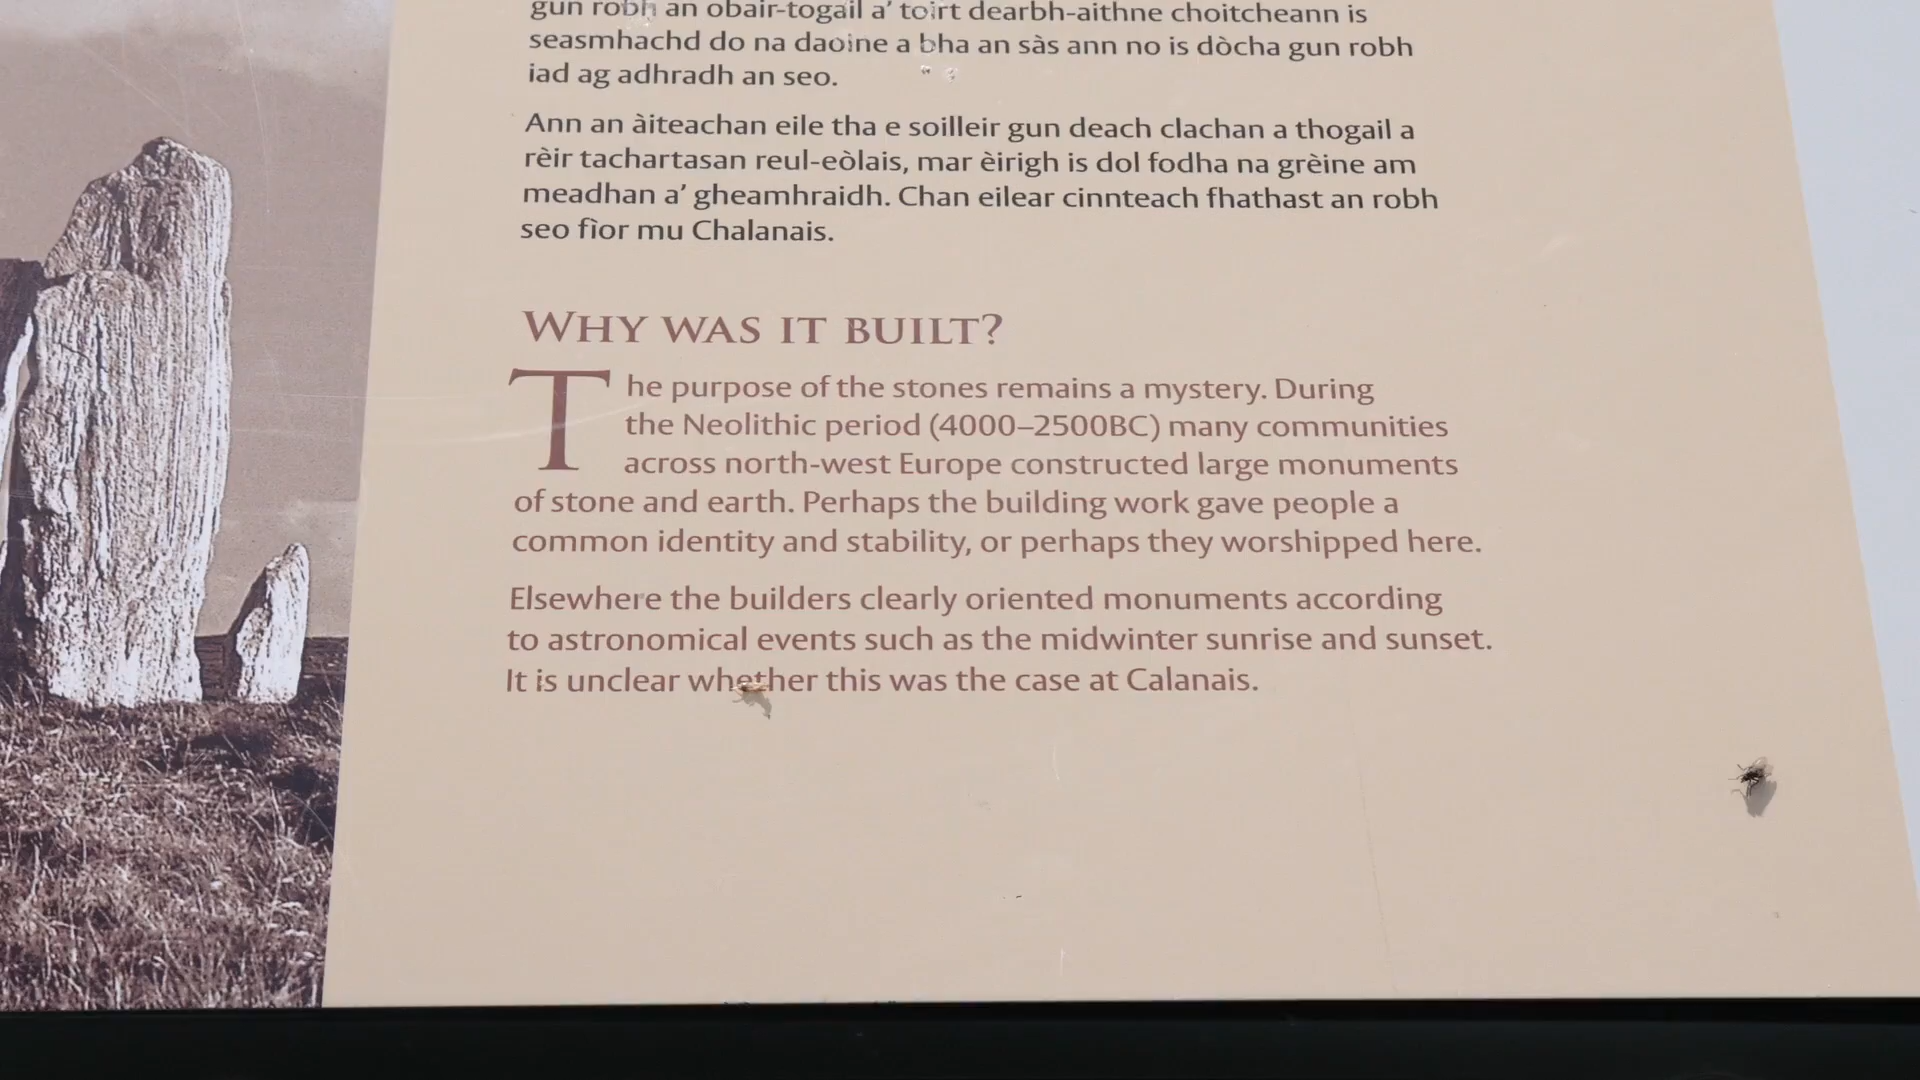 gun robh an obair-togail a' toirt dearbh-aithne choitcheann is
seasmhachd do na daoine a bha an sàs ann no is dòcha gun robh
iad ag adhradh an seo.
Ann an àiteachan eile tha e soilleir gun deach clachan a thogail a
rèir tachartasan reul-eòlais, mar èirigh is dol fodha na grèine am
meadhan a' gheamhraidh. Chan eilear cinnteach fhathast an robh
seo fìor mu Chalanais.
WHY WAS IT BUILT?
The purpose of the stones remains a mystery. During
the Neolithic period (4000–2500BC) many communities
across north-west Europe constructed large monuments
of stone and earth. Perhaps the building work gave people a
common identity and stability, or perhaps they worshipped here.
Elsewhere the builders clearly oriented monuments according
to astronomical events such as the midwinter sunrise and sunset.
It is unclear whether this was the case at Calanais.